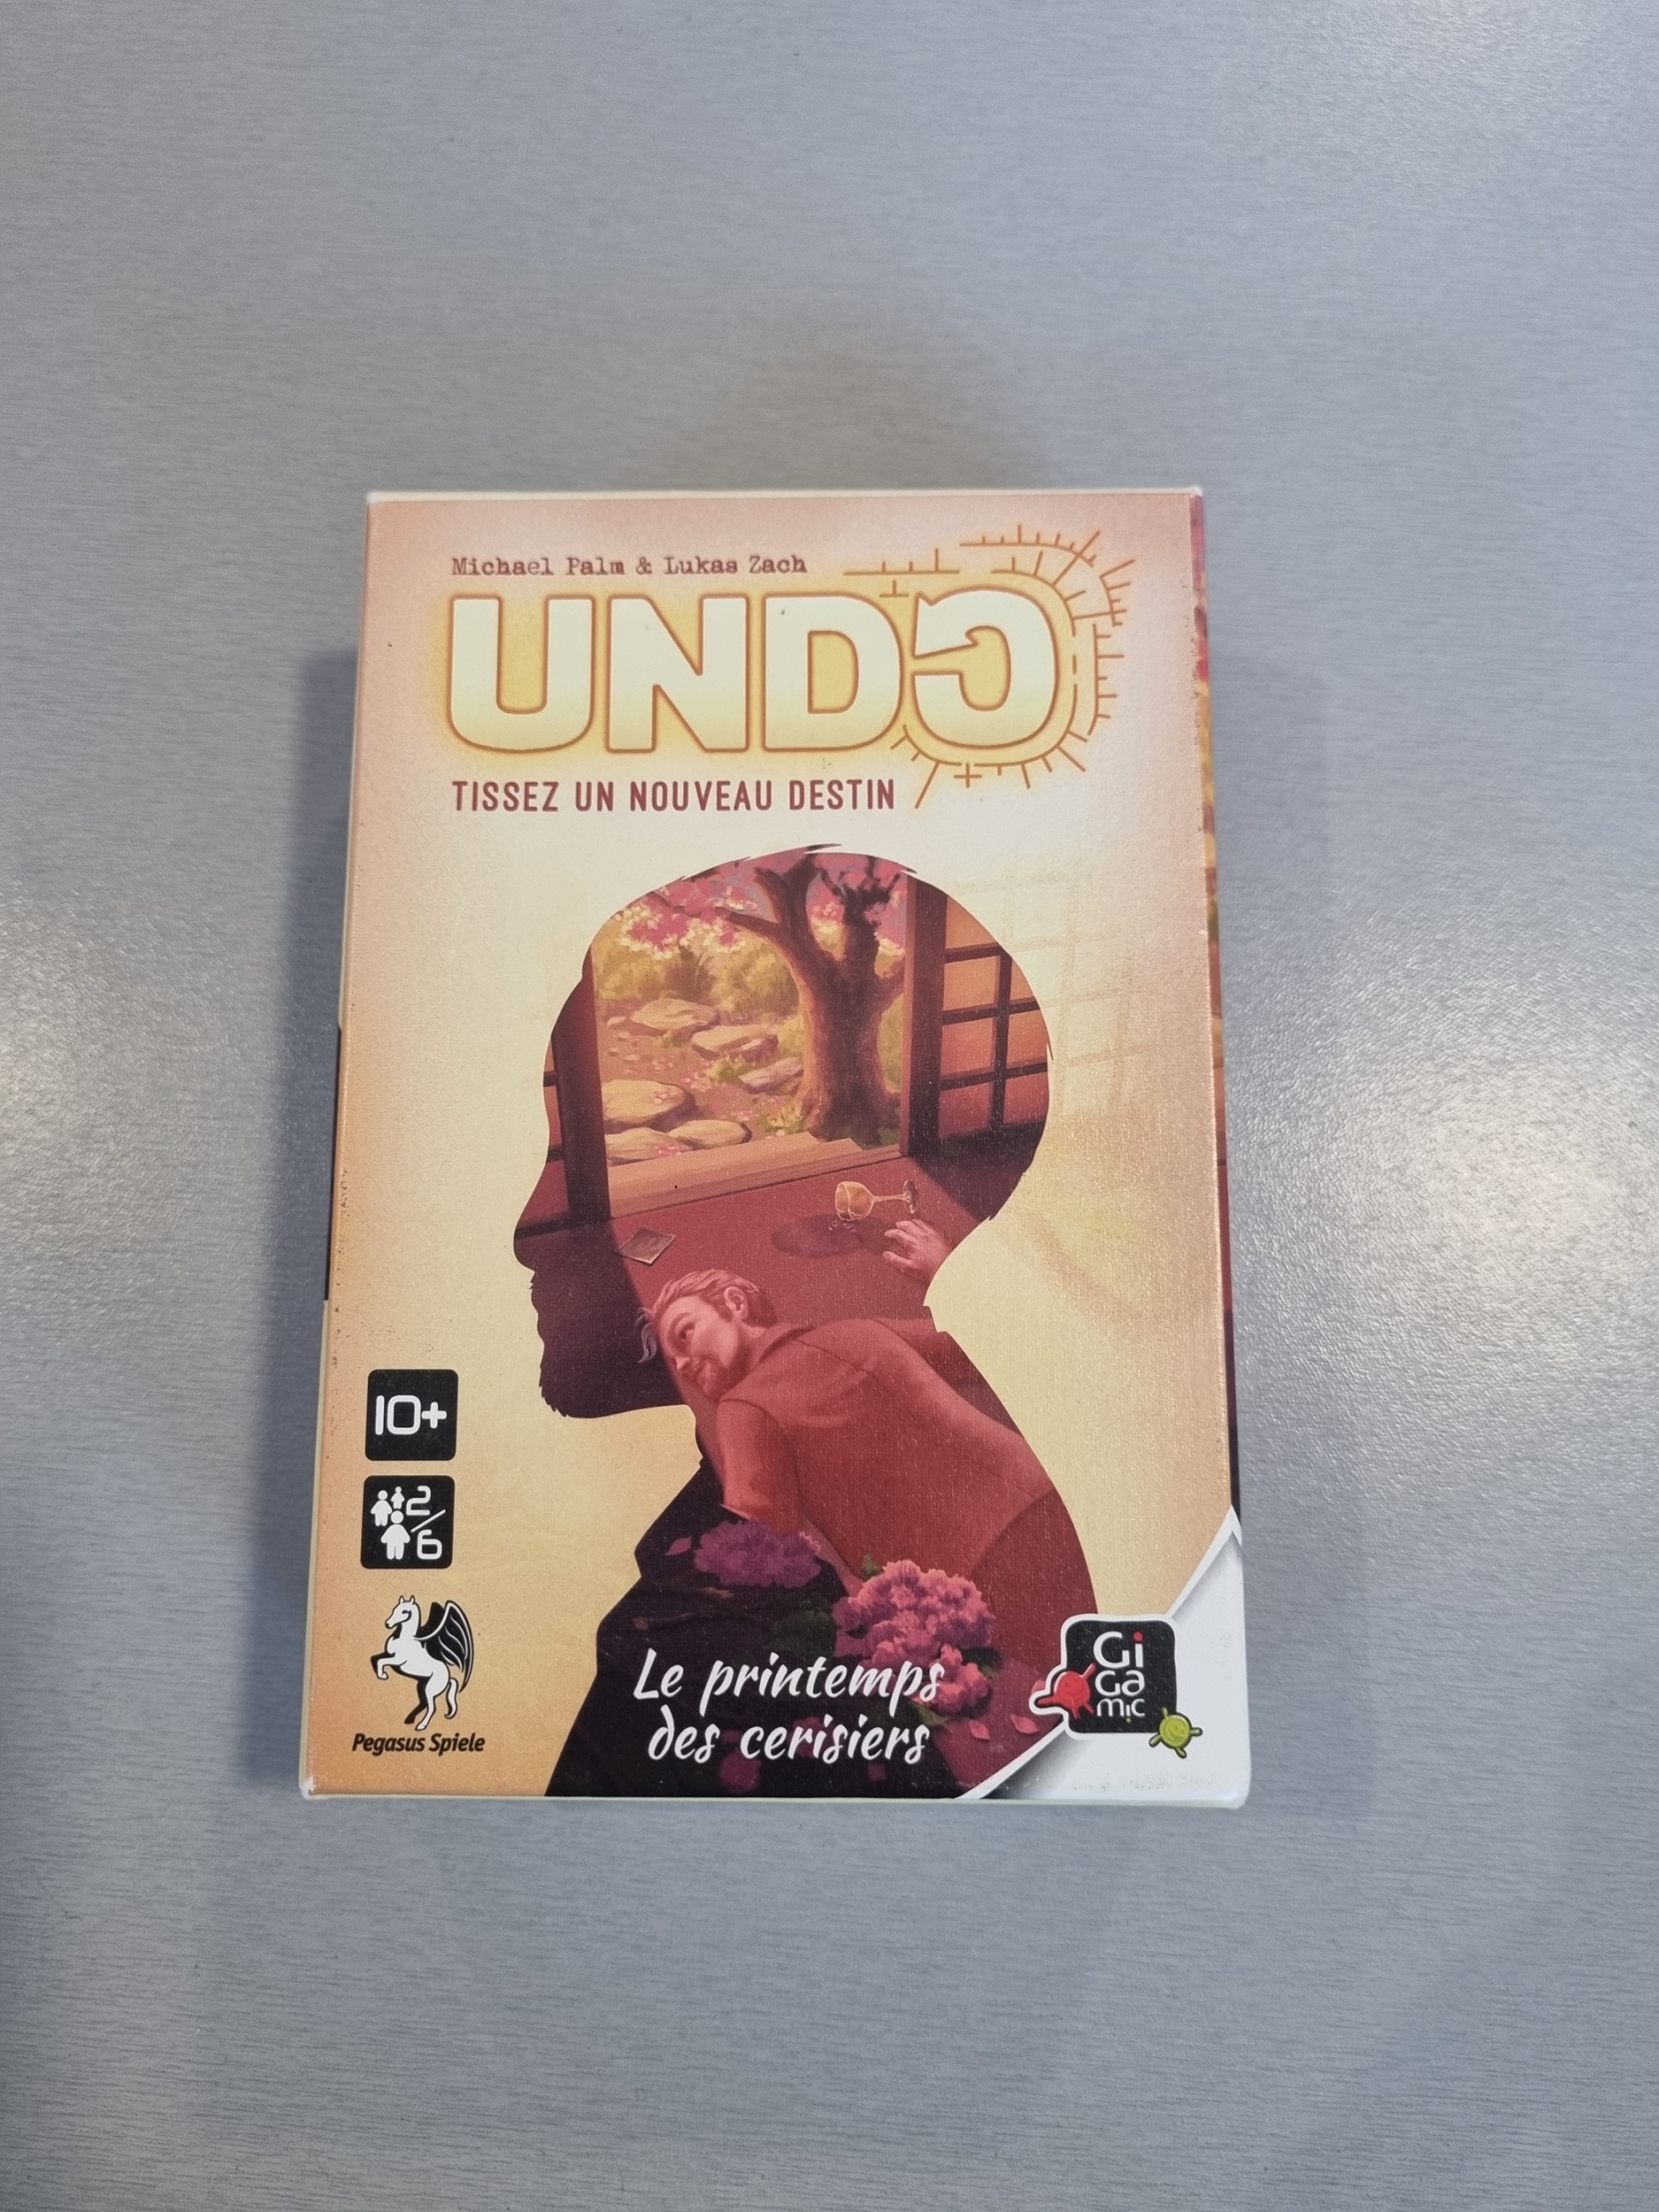 Michael Palm & Lukas Zach
UNDO
TISSEZ UN NOUVEAU DESTIN
10+
2/6
Pegasus Spiele
Le printemps
des cerisiers
GiGamic